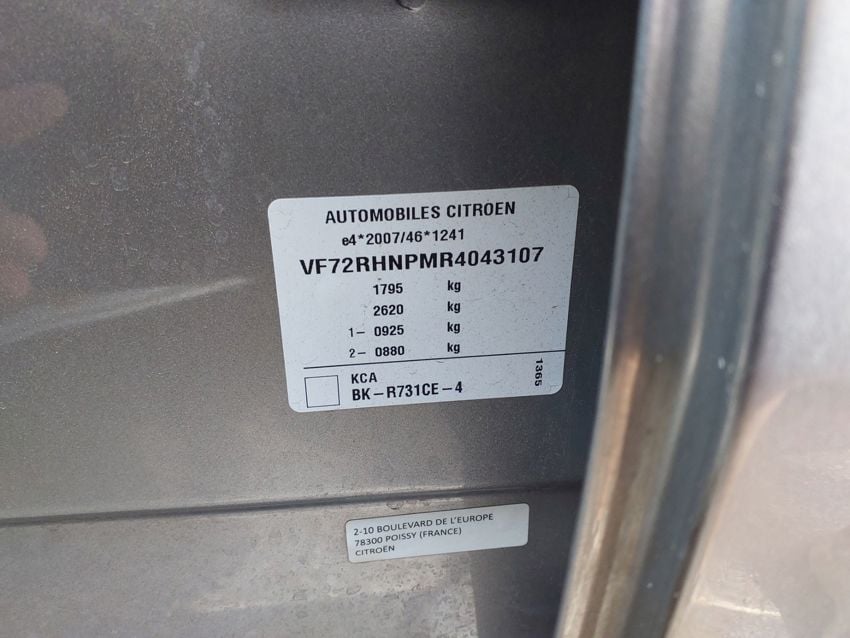 AUTOMOBILES CITROEN
e4*2007/46*1241
VF72RHNPMR4043107
1795 kg
2620 kg
1- 0925 kg
2- 0880 kg
KCA
BK-R731CE-4
1365
2-10 BOULEVARD DE L'EUROPE
78300 POISSY (FRANCE)
CITROËN